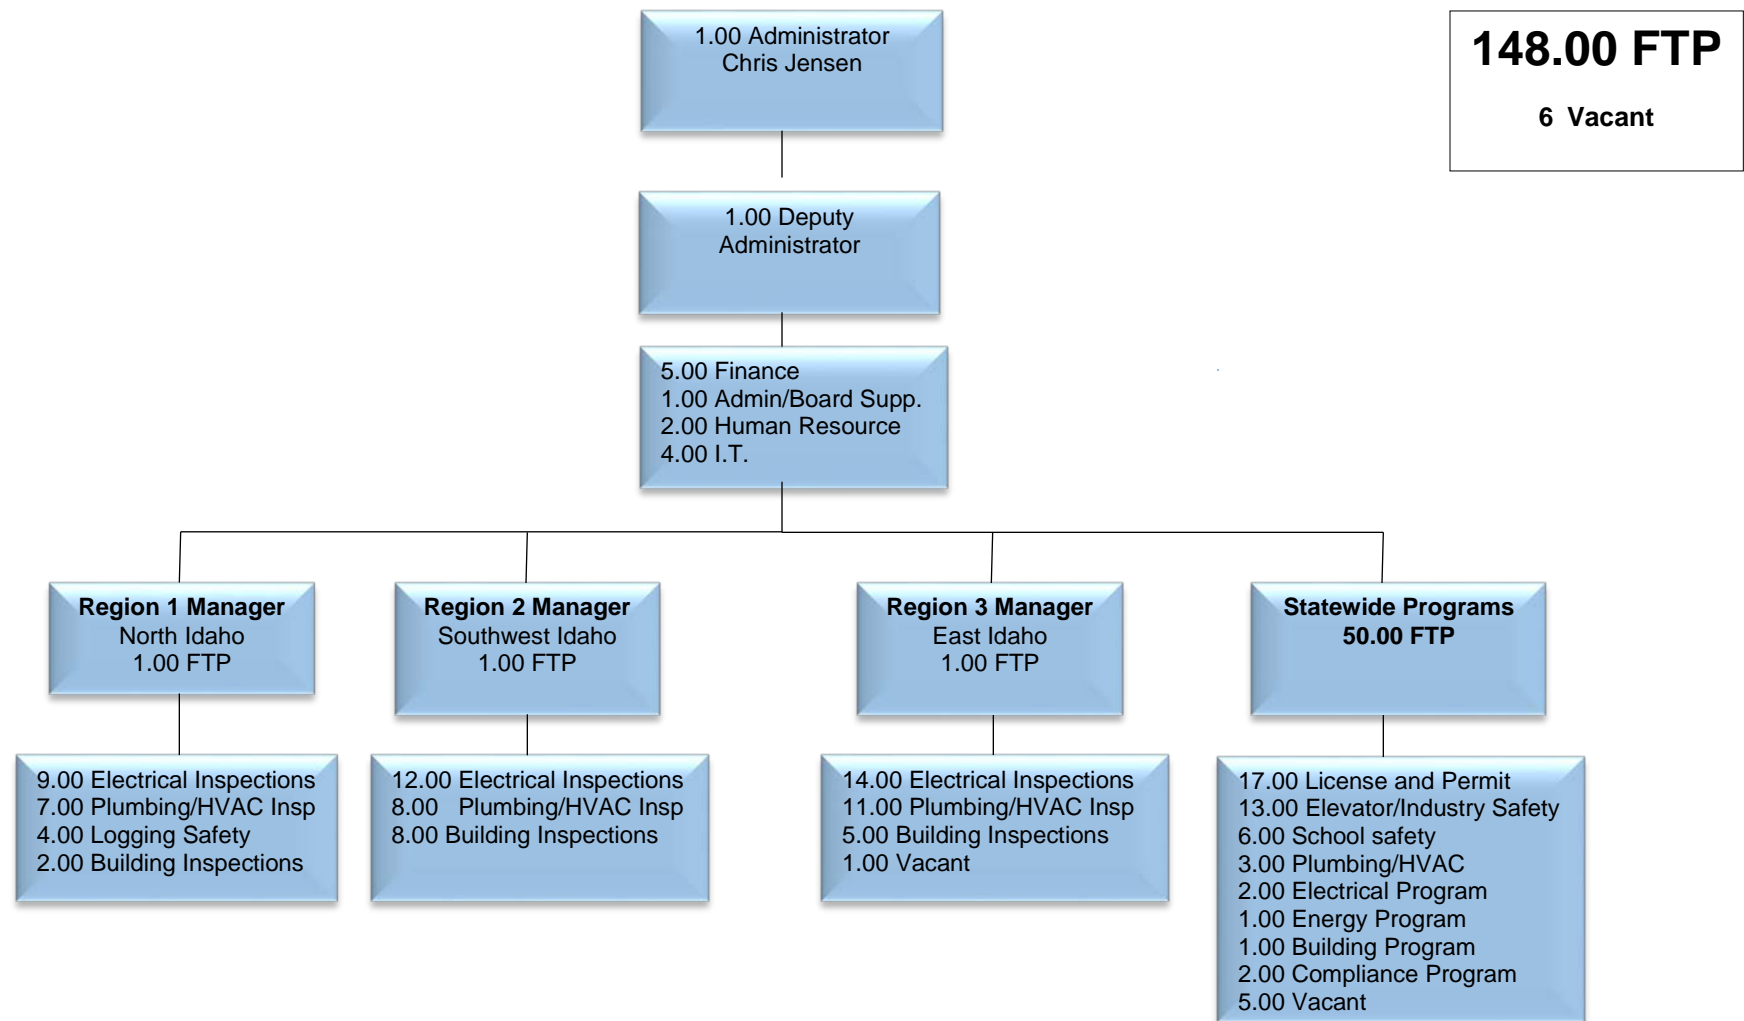 1.00 Administrator
Chris Jensen
148.00 FTP
6 Vacant
1.00 Deputy
Administrator
5.00 Finance
1.00 Admin/Board Supp.
2.00 Human Resource
4.00 I.T.
Region 1 Manager
North Idaho
1.00 FTP
Region 2 Manager
Southwest Idaho
1.00 FTP
Region 3 Manager
East Idaho
1.00 FTP
Statewide Programs
50.00 FTP
9.00 Electrical Inspections
7.00 Plumbing/HVAC Insp
4.00 Logging Safety
2.00 Building Inspections
12.00 Electrical Inspections
8.00 Plumbing/HVAC Insp
8.00 Building Inspections
14.00 Electrical Inspections
11.00 Plumbing/HVAC Insp
5.00 Building Inspections
1.00 Vacant
17.00 License and Permit
13.00 Elevator/Industry Safety
6.00 School safety
3.00 Plumbing/HVAC
2.00 Electrical Program
1.00 Energy Program
1.00 Building Program
2.00 Compliance Program
5.00 Vacant